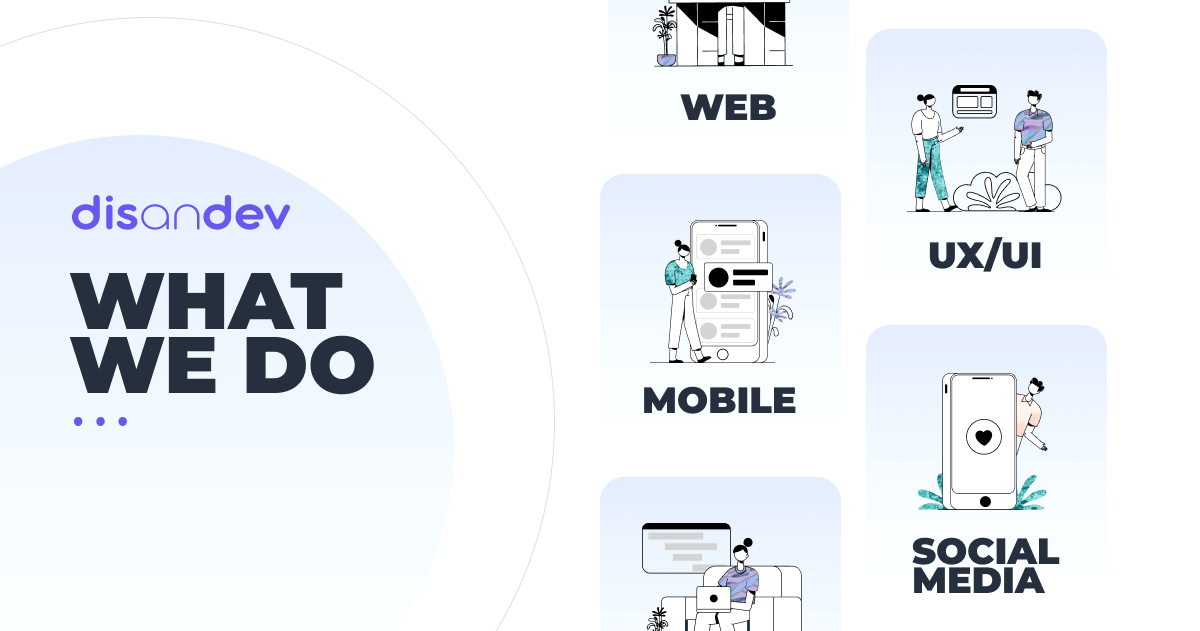 disandev
WHAT
WE DO
WEB
MOBILE
UX/UI
SOCIAL
MEDIA